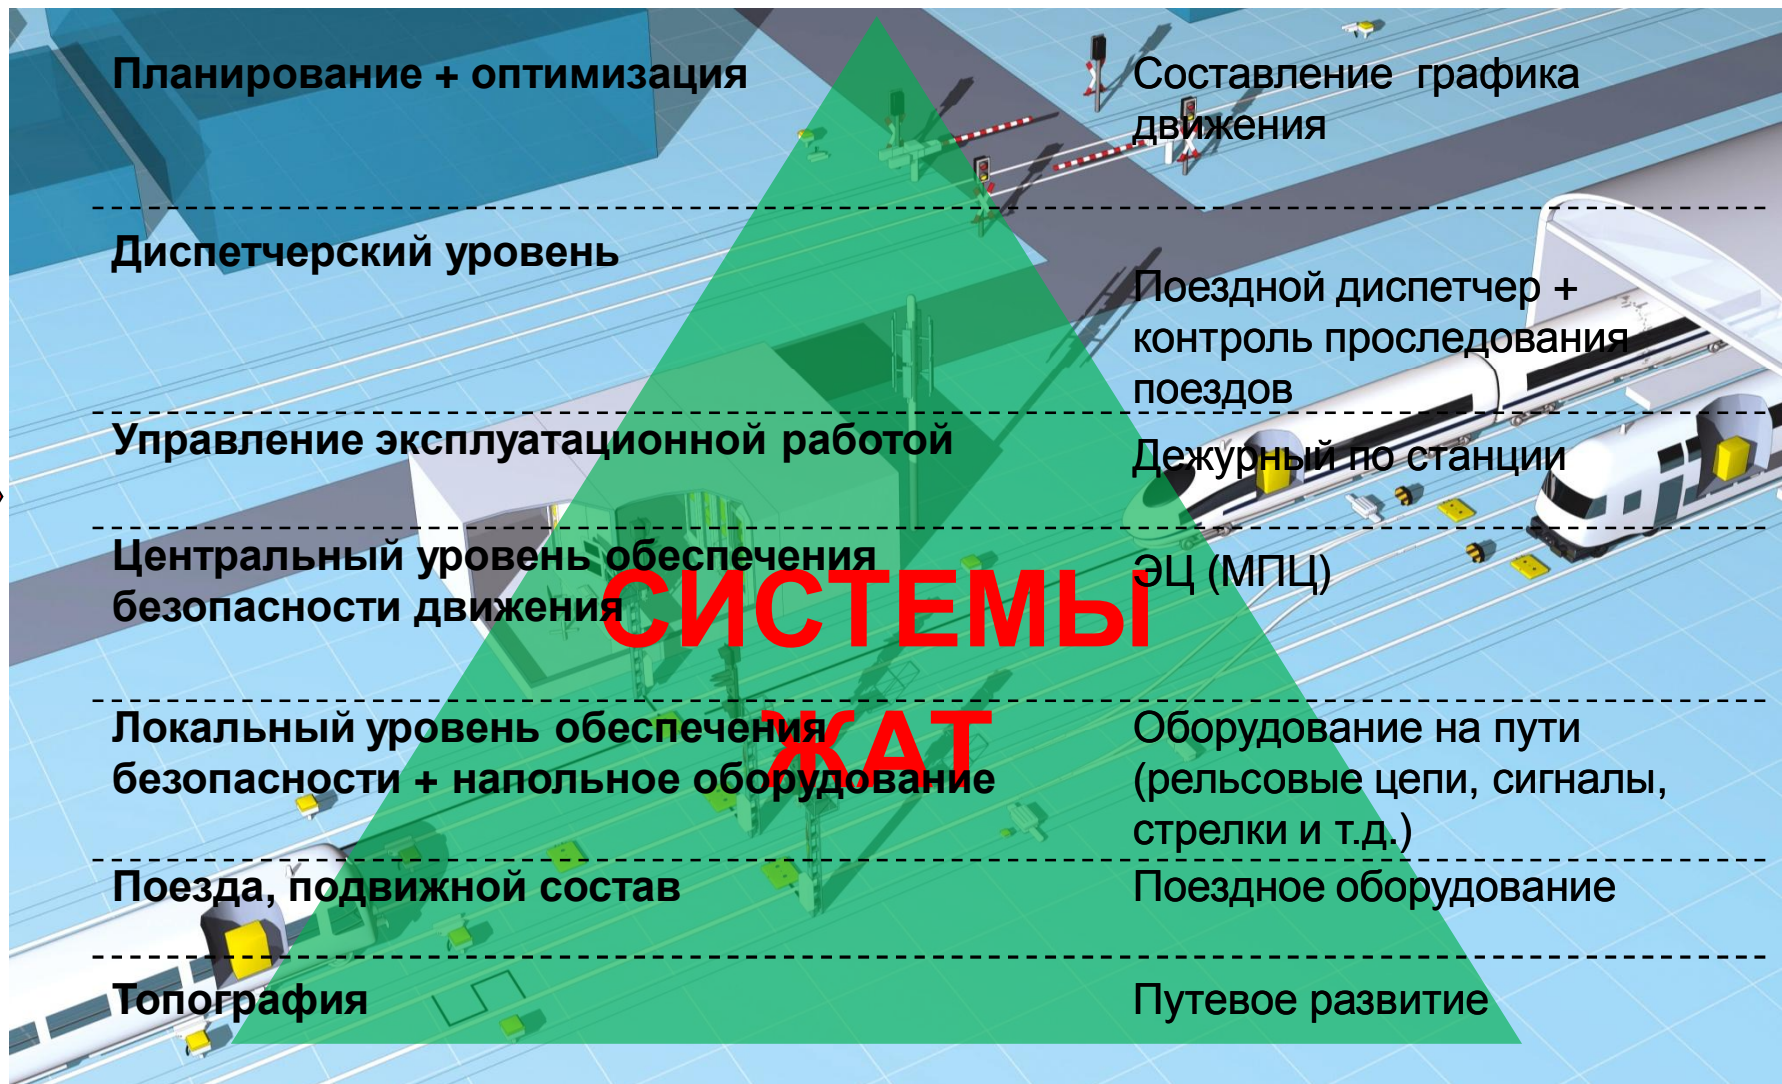 Планирование + оптимизация
Составление графика
движения
Диспетчерский уровень
Поездной диспетчер +
контроль проследования
поездов
Управление эксплуатационной работой
Дежурный по станции
Центральный уровень обеспечения
безопасности движения
ЭЦ (МПЦ)
СИСТЕМЫ
ЖАТ
Локальный уровень обеспечения
безопасности + напольное оборудование
Оборудование на пути
(рельсовые цепи, сигналы,
стрелки и т.д.)
Поезда, подвижной состав
Поездное оборудование
Топография
Путевое развитие